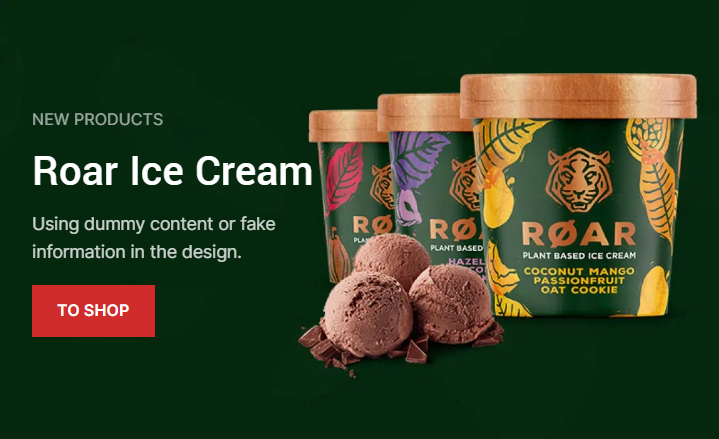 NEW PRODUCTS
Roar Ice Cream
Using dummy content or fake
information in the design.
TO SHOP
RØAR
PLANT BASED ICE CREAM
COCONUT MANGO
PASSIONFRUIT
OAT COOKIE
PLANT BASED